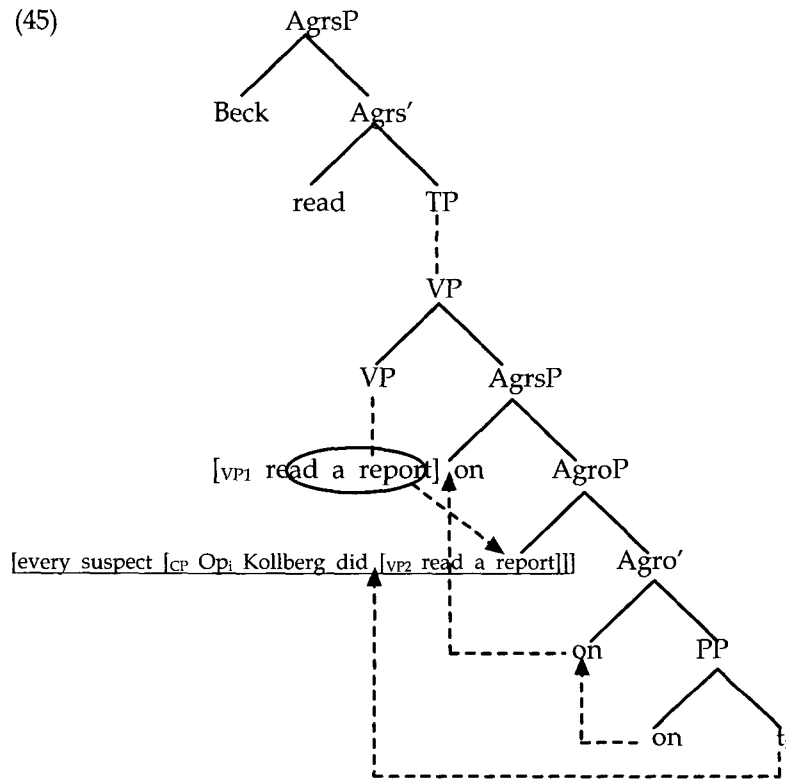 (45)
AgrsP
Beck Agrs′
read TP
VP
VP AgrsP
[VP1 read a report] on AgroP
[every suspect [CP Opi Kollberg did [VP2 read a report]]] Agro′
on PP
on